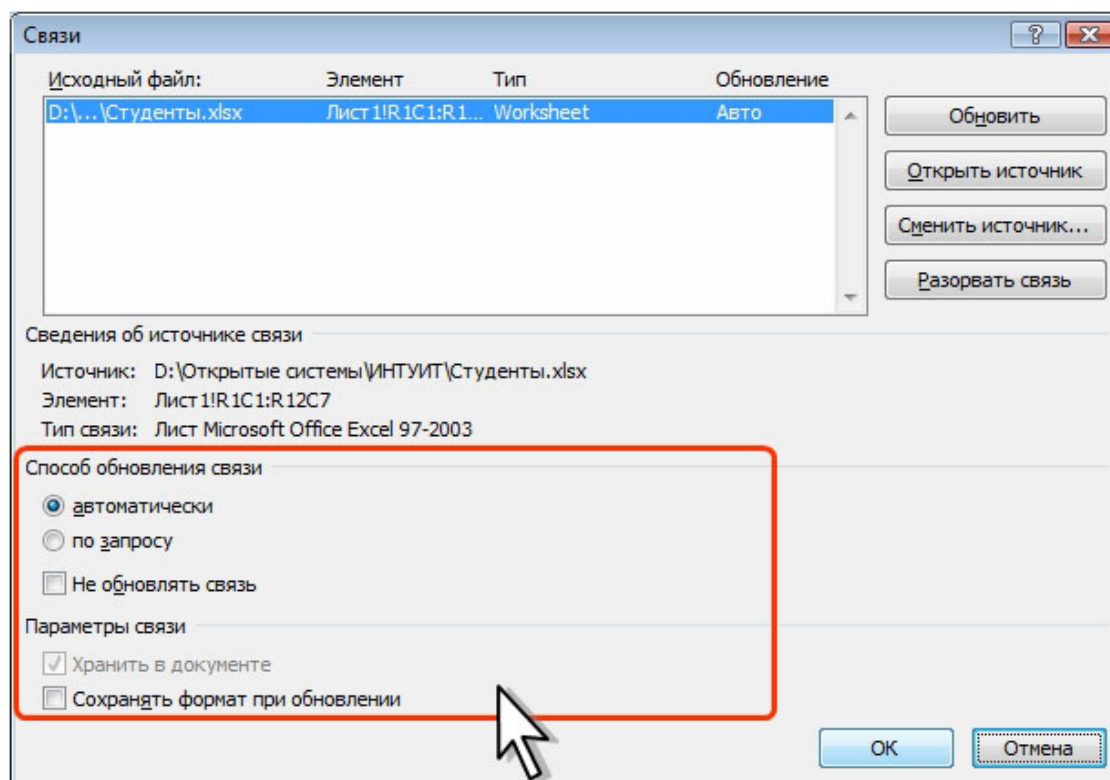 Связи
Исходный файл: Элемент Тип Обновление
D:\...\Студенты.xlsx Лист1!R1C1:R1... Worksheet Авто
Обновить
Открыть источник
Сменить источник...
Разорвать связь
Сведения об источнике связи
Источник: D:\Открытые системы\ИНТУИТ\Студенты.xlsx
Элемент: Лист1!R1C1:R12C7
Тип связи: Лист Microsoft Office Excel 97-2003
Способ обновления связи
автоматически
по запросу
Не обновлять связь
Параметры связи
Хранить в документе
Сохранять формат при обновлении
ОК Отмена